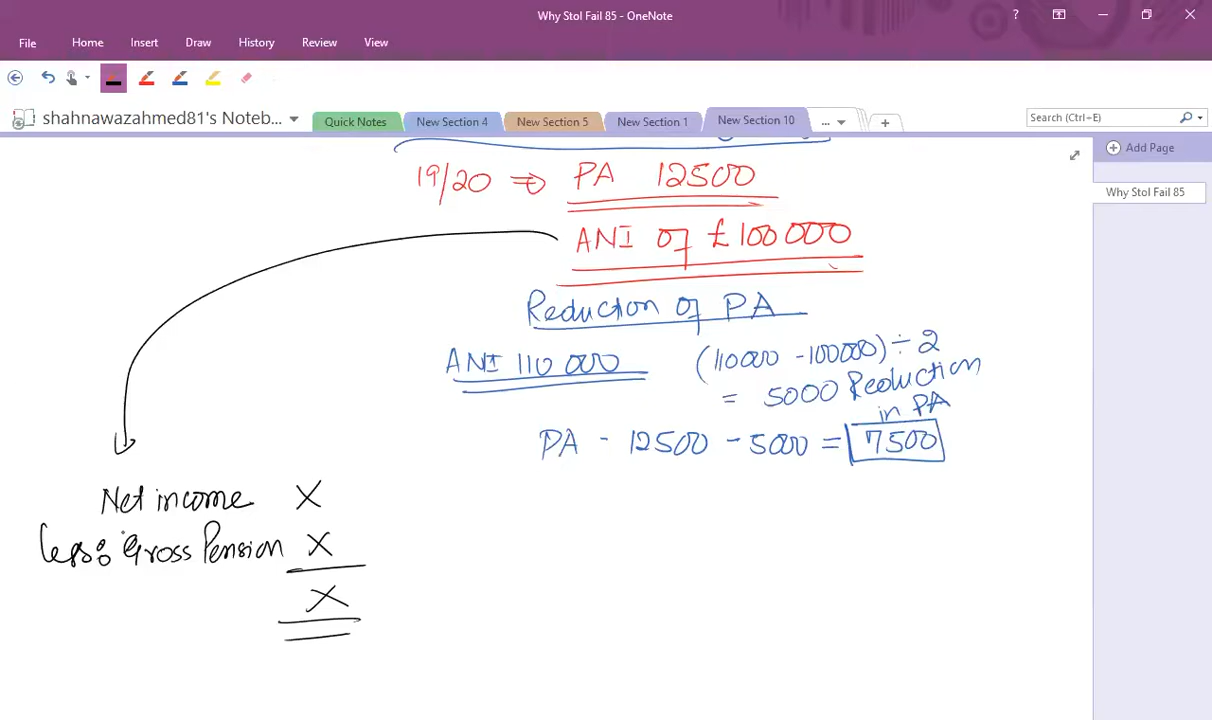 Why Stol Fail 85 - OneNote
?
File Home Insert Draw History Review View
shahnawazahmed81's Noteb... Quick Notes New Section 4 New Section 5 New Section 1 New Section 10 ... + Search (Ctrl+E)
Add Page
Why Stol Fail 85
19/20 ⇒ PA 12500
ANI of £100000
Reduction of PA
ANI 110 000 (110000 - 100000) ÷ 2
= 5000 Reduction
in PA
PA - 12500 - 5000 = 7500
Net income X
less: Gross Pension X
X